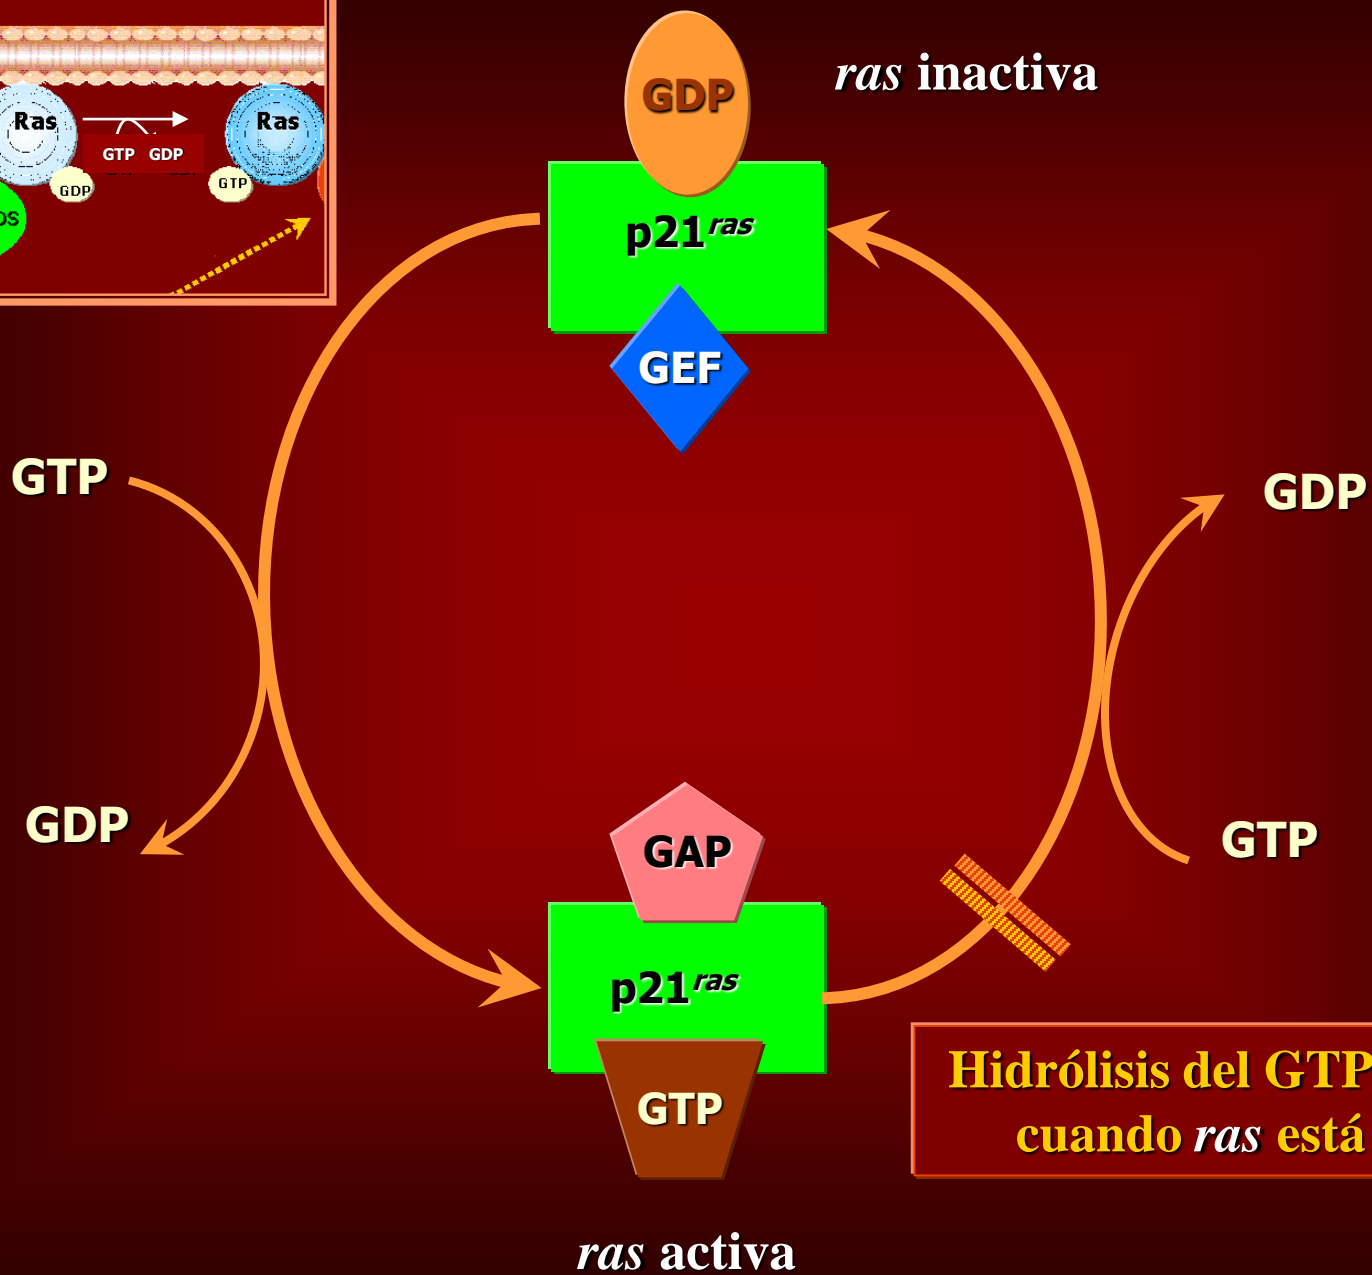 Ras
Ras
GTP GDP
GDP
GTP
OS
GDP
ras inactiva
p21ras
GEF
GTP
GDP
GDP
GTP
GAP
p21ras
GTP
Hidrólisis del GTP
cuando ras está
ras activa